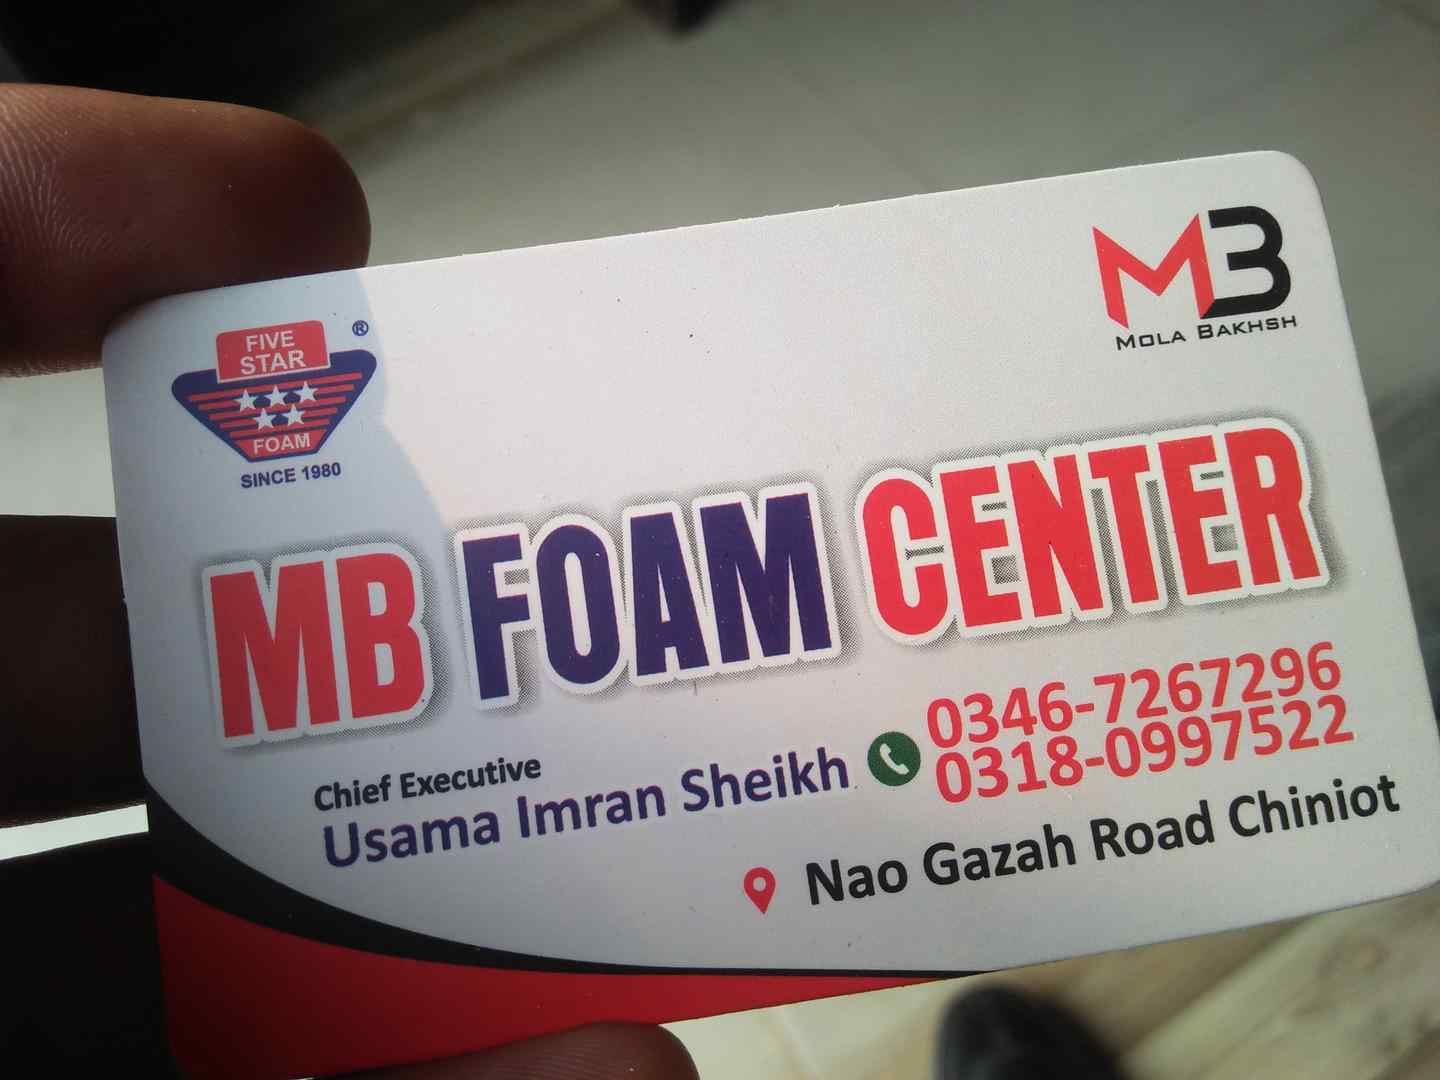 FIVE
STAR
®
FOAM
SINCE 1980
MB
MOLA BAKHSH
MB FOAM CENTER
Chief Executive
Usama Imran Sheikh
0346-7267296
0318-0997522
Nao Gazah Road Chiniot